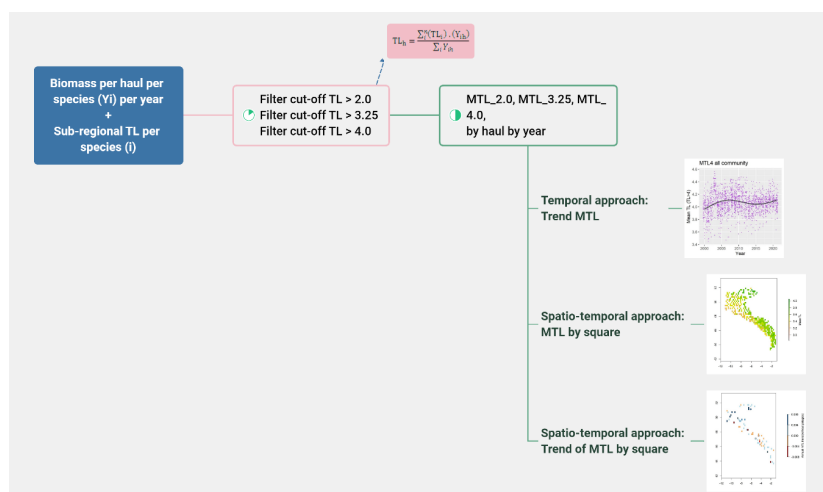 TL_h = Σ_i^s(TL_i) . (Y_ih) / Σ_i Y_ih
Biomass per haul per
species (Yi) per year
+
Sub-regional TL per
species (i)
Filter cut-off TL > 2.0
Filter cut-off TL > 3.25
Filter cut-off TL > 4.0
MTL_2.0, MTL_3.25, MTL_
4.0,
by haul by year
Temporal approach:
Trend MTL
MTL4 all community
Year
Spatio-temporal approach:
MTL by square
Spatio-temporal approach:
Trend of MTL by square